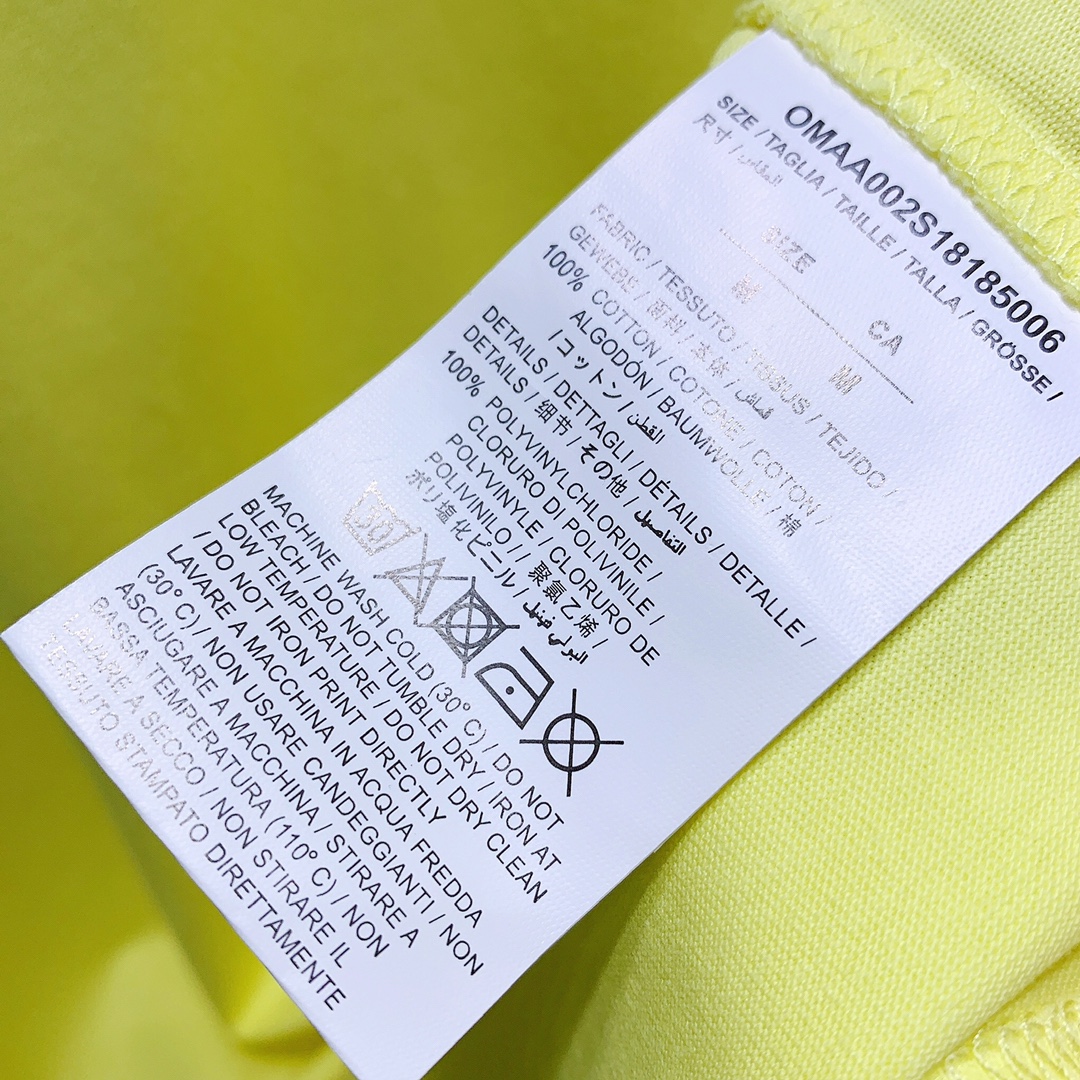 OMAA002S18185006
SIZE / TAGLIA / TAILLE / TALLA / GRÖSSE /
尺寸 / المقاس
SIZE CA
M M
FABRIC / TESSUTO / TISSUS / TEJIDO /
GEWEBE / 面料 / 本体 / قماش
100% COTTON / COTONE / COTON /
ALGODÓN / BAUMWOLLE / 棉
/ コットン / القطن
DETAILS / DETTAGLI / DÉTAILS / DETALLE /
DETAILS / 细节 / その他 / التفاصيل
100% POLYVINYLCHLORIDE /
CLORURO DI POLIVINILE /
POLYVINYLE / CLORURO DE
POLIVINILO // 聚氯乙烯 /
ポリ塩化ビニル /
30°
MACHINE WASH COLD (30° C) / DO NOT
BLEACH / DO NOT TUMBLE DRY / IRON AT
LOW TEMPERATURE / DO NOT DRY CLEAN
/ DO NOT IRON PRINT DIRECTLY
LAVARE A MACCHINA IN ACQUA FREDDA
(30° C) / NON USARE CANDEGGIANTI / NON
ASCIUGARE A MACCHINA / STIRARE A
BASSA TEMPERATURA (110° C) / NON
LAVARE A SECCO / NON STIRARE IL
TESSUTO STAMPATO DIRETTAMENTE